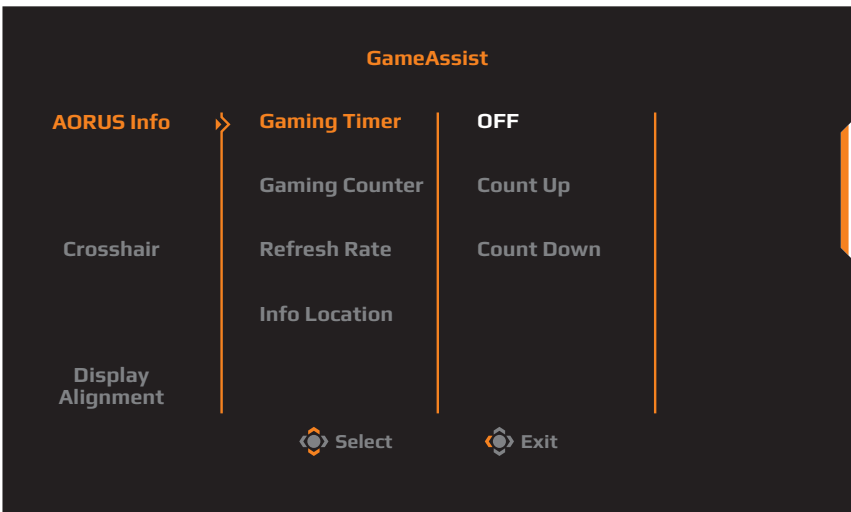 GameAssist
AORUS Info Gaming Timer OFF
Gaming Counter Count Up
Crosshair Refresh Rate Count Down
Info Location
Display
Alignment
Select Exit